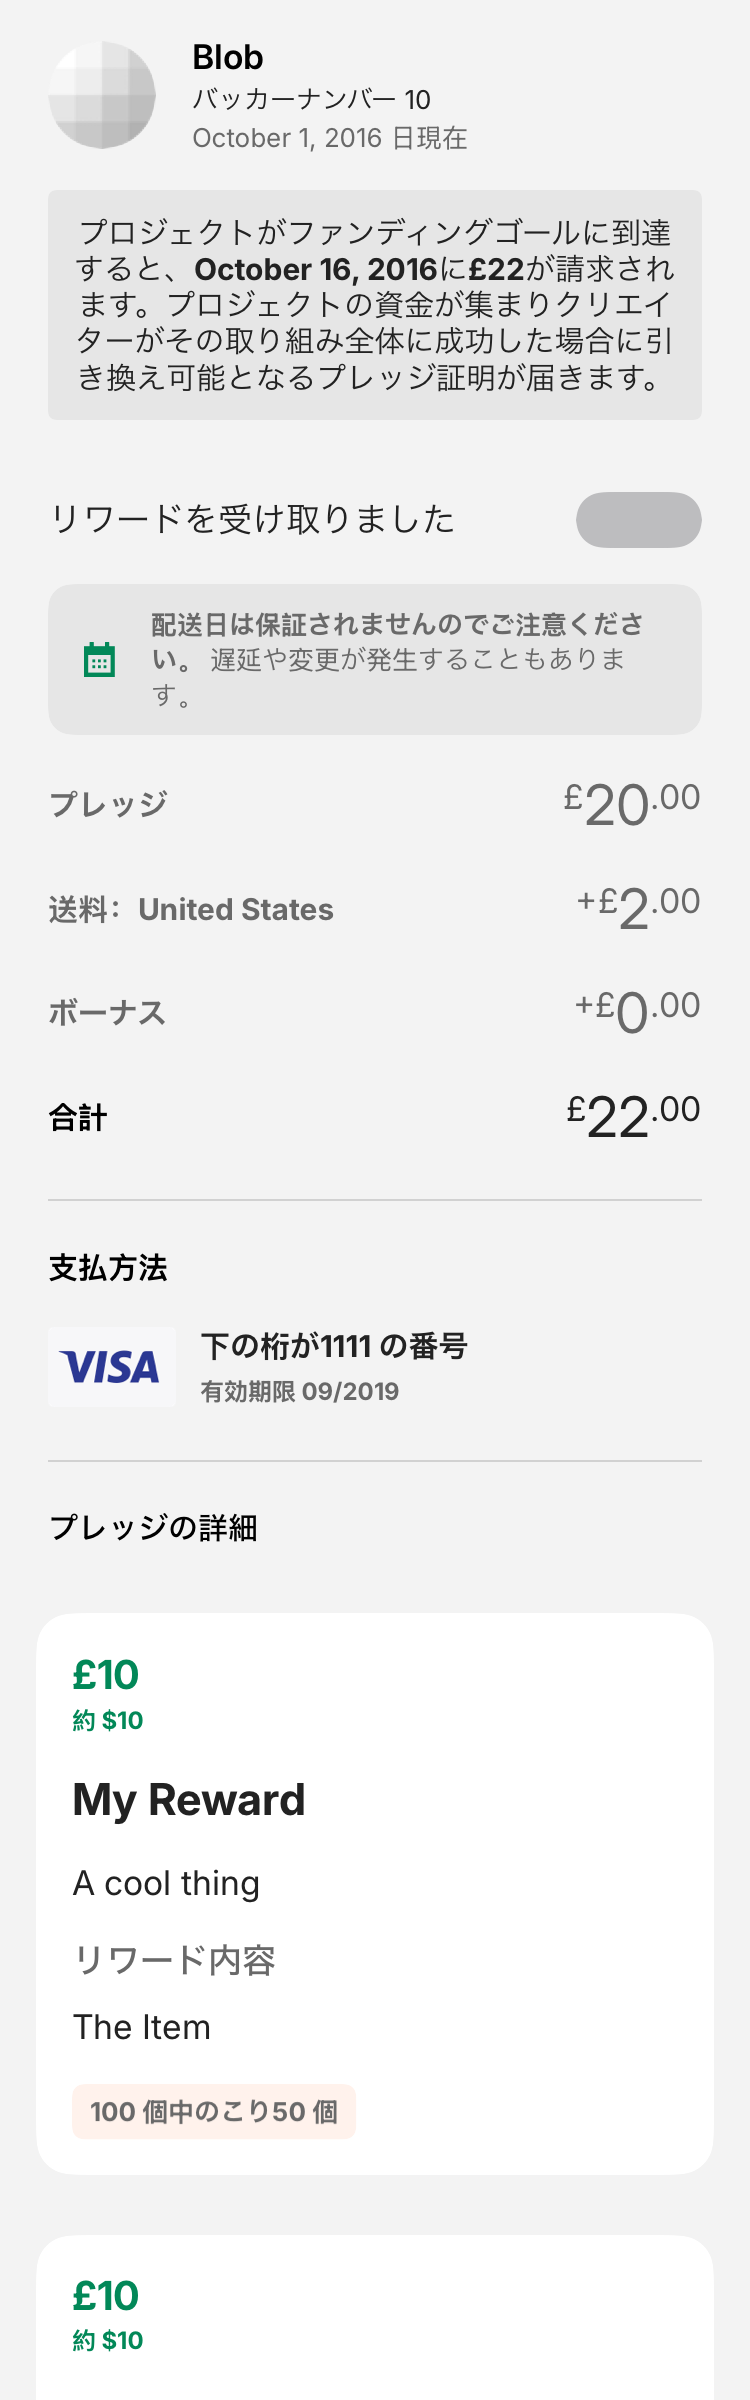 Blob
バッカーナンバー 10
October 1, 2016 日現在
プロジェクトがファンディングゴールに到達
すると、October 16, 2016に£22が請求され
ます。プロジェクトの資金が集まりクリエイ
ターがその取り組み全体に成功した場合に引
き換え可能となるプレッジ証明が届きます。
リワードを受け取りました
配送日は保証されませんのでご注意くださ
い。 遅延や変更が発生することもありま
す。
プレッジ £20.00
送料：United States +£2.00
ボーナス +£0.00
合計 £22.00
支払方法
VISA
下の桁が1111 の番号
有効期限 09/2019
プレッジの詳細
£10
約 $10
My Reward
A cool thing
リワード内容
The Item
100 個中のこり50 個
£10
約 $10